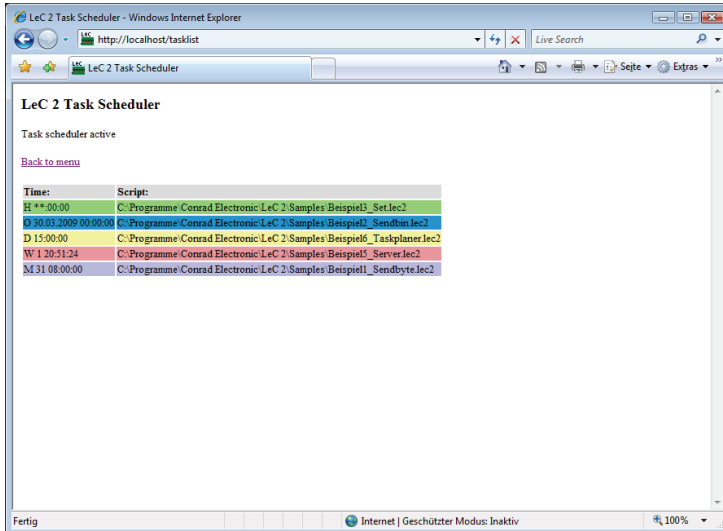 LeC 2 Task Scheduler - Windows Internet Explorer
http://localhost/tasklist
Live Search
LeC 2 Task Scheduler
Seite
Extras
LeC 2 Task Scheduler
Task scheduler active
Back to menu
Time: Script:
H **:00:00 C:\Programme\Conrad Electronic\LeC 2\Samples\Beispiel3_Set.lec2
O 30.03.2009 00:00:00 C:\Programme\Conrad Electronic\LeC 2\Samples\Beispiel2_Sendbin.lec2
D 15:00:00 C:\Programme\Conrad Electronic\LeC 2\Samples\Beispiel6_Taskplaner.lec2
W 1 20:51:24 C:\Programme\Conrad Electronic\LeC 2\Samples\Beispiel5_Server.lec2
M 31 08:00:00 C:\Programme\Conrad Electronic\LeC 2\Samples\Beispiel1_Sendbyte.lec2
Fertig
Internet | Geschützter Modus: Inaktiv
100%